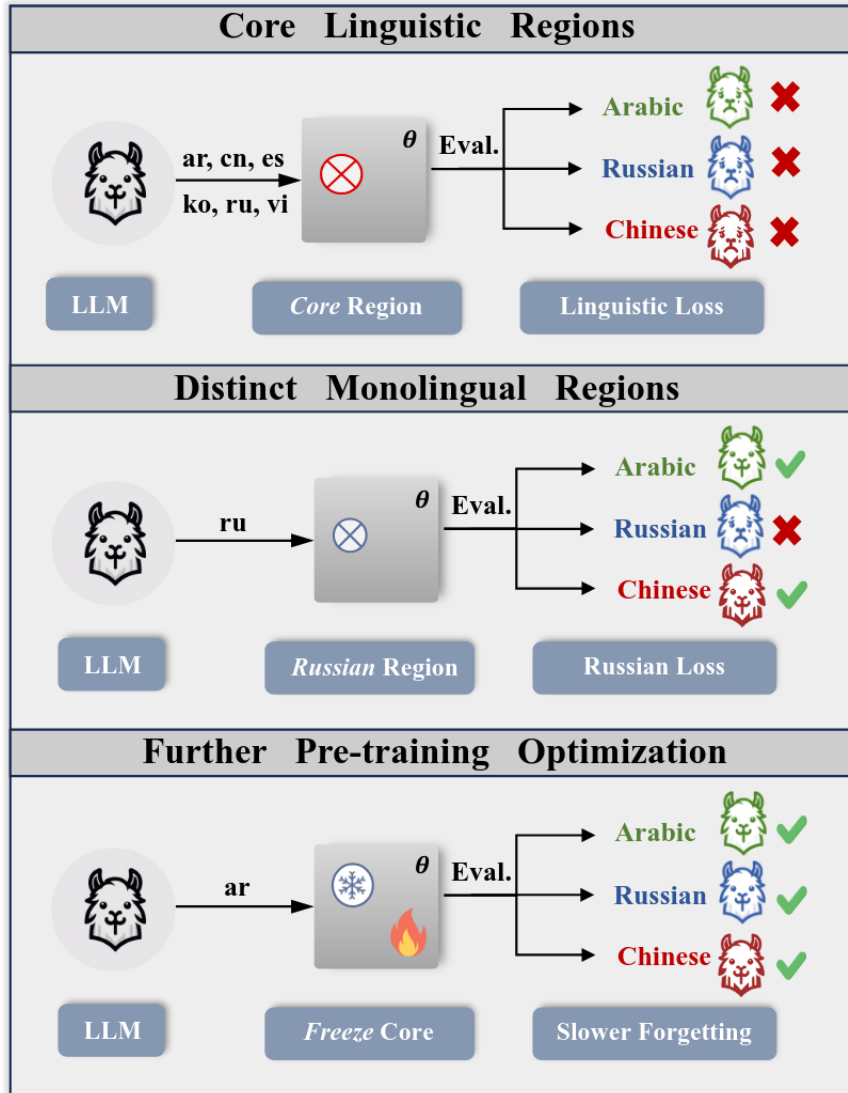 Core Linguistic Regions
ar, cn, es
ko, ru, vi
θ
Eval.
Arabic
Russian
Chinese
LLM
Core Region
Linguistic Loss
Distinct Monolingual Regions
ru
θ
Eval.
Arabic
Russian
Chinese
LLM
Russian Region
Russian Loss
Further Pre-training Optimization
ar
θ
Eval.
Arabic
Russian
Chinese
LLM
Freeze Core
Slower Forgetting